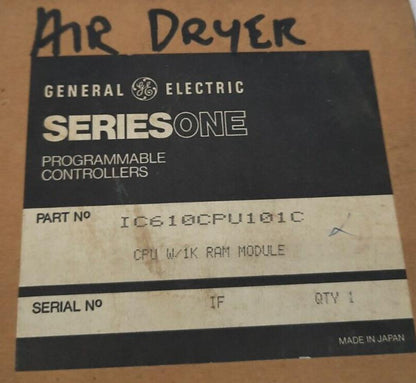 AIR DRYER
GENERAL GE ELECTRIC
SERIES ONE
PROGRAMMABLE
CONTROLLERS
PART Nº IC610CPU101C
CPU W/1K RAM MODULE
SERIAL Nº IF QTY 1
MADE IN JAPAN